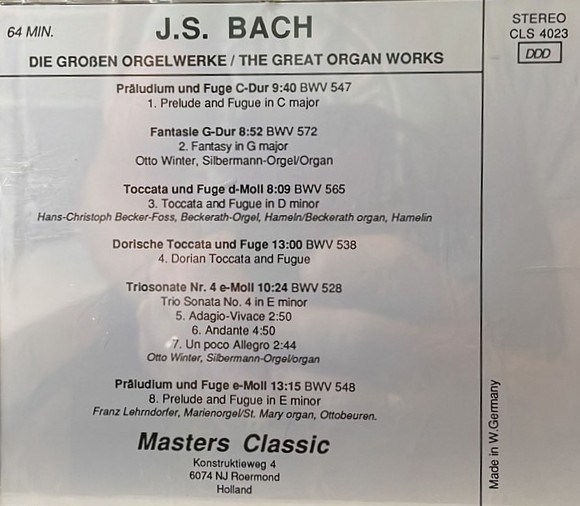 64 MIN.
J.S. BACH
DIE GROßEN ORGELWERKE / THE GREAT ORGAN WORKS
STEREO
CLS 4023
DDD
Präludium und Fuge C-Dur 9:40 BWV 547
1. Prelude and Fugue in C major
Fantasie G-Dur 8:52 BWV 572
2. Fantasy in G major
Otto Winter, Silbermann-Orgel/Organ
Toccata und Fuge d-Moll 8:09 BWV 565
3. Toccata and Fugue in D minor
Hans-Christoph Becker-Foss, Beckerath-Orgel, Hameln/Beckerath organ, Hamelin
Dorische Toccata und Fuge 13:00 BWV 538
4. Dorian Toccata and Fugue
Triosonate Nr. 4 e-Moll 10:24 BWV 528
Trio Sonata No. 4 in E minor
5. Adagio-Vivace 2:50
6. Andante 4:50
7. Un poco Allegro 2:44
Otto Winter, Silbermann-Orgel/organ
Präludium und Fuge e-Moll 13:15 BWV 548
8. Prelude and Fugue in E minor
Franz Lehrndorfer, Marienorgel/St. Mary organ, Ottobeuren.
Masters Classic
Konstruktieweg 4
6074 NJ Roermond
Holland
Made in W.Germany